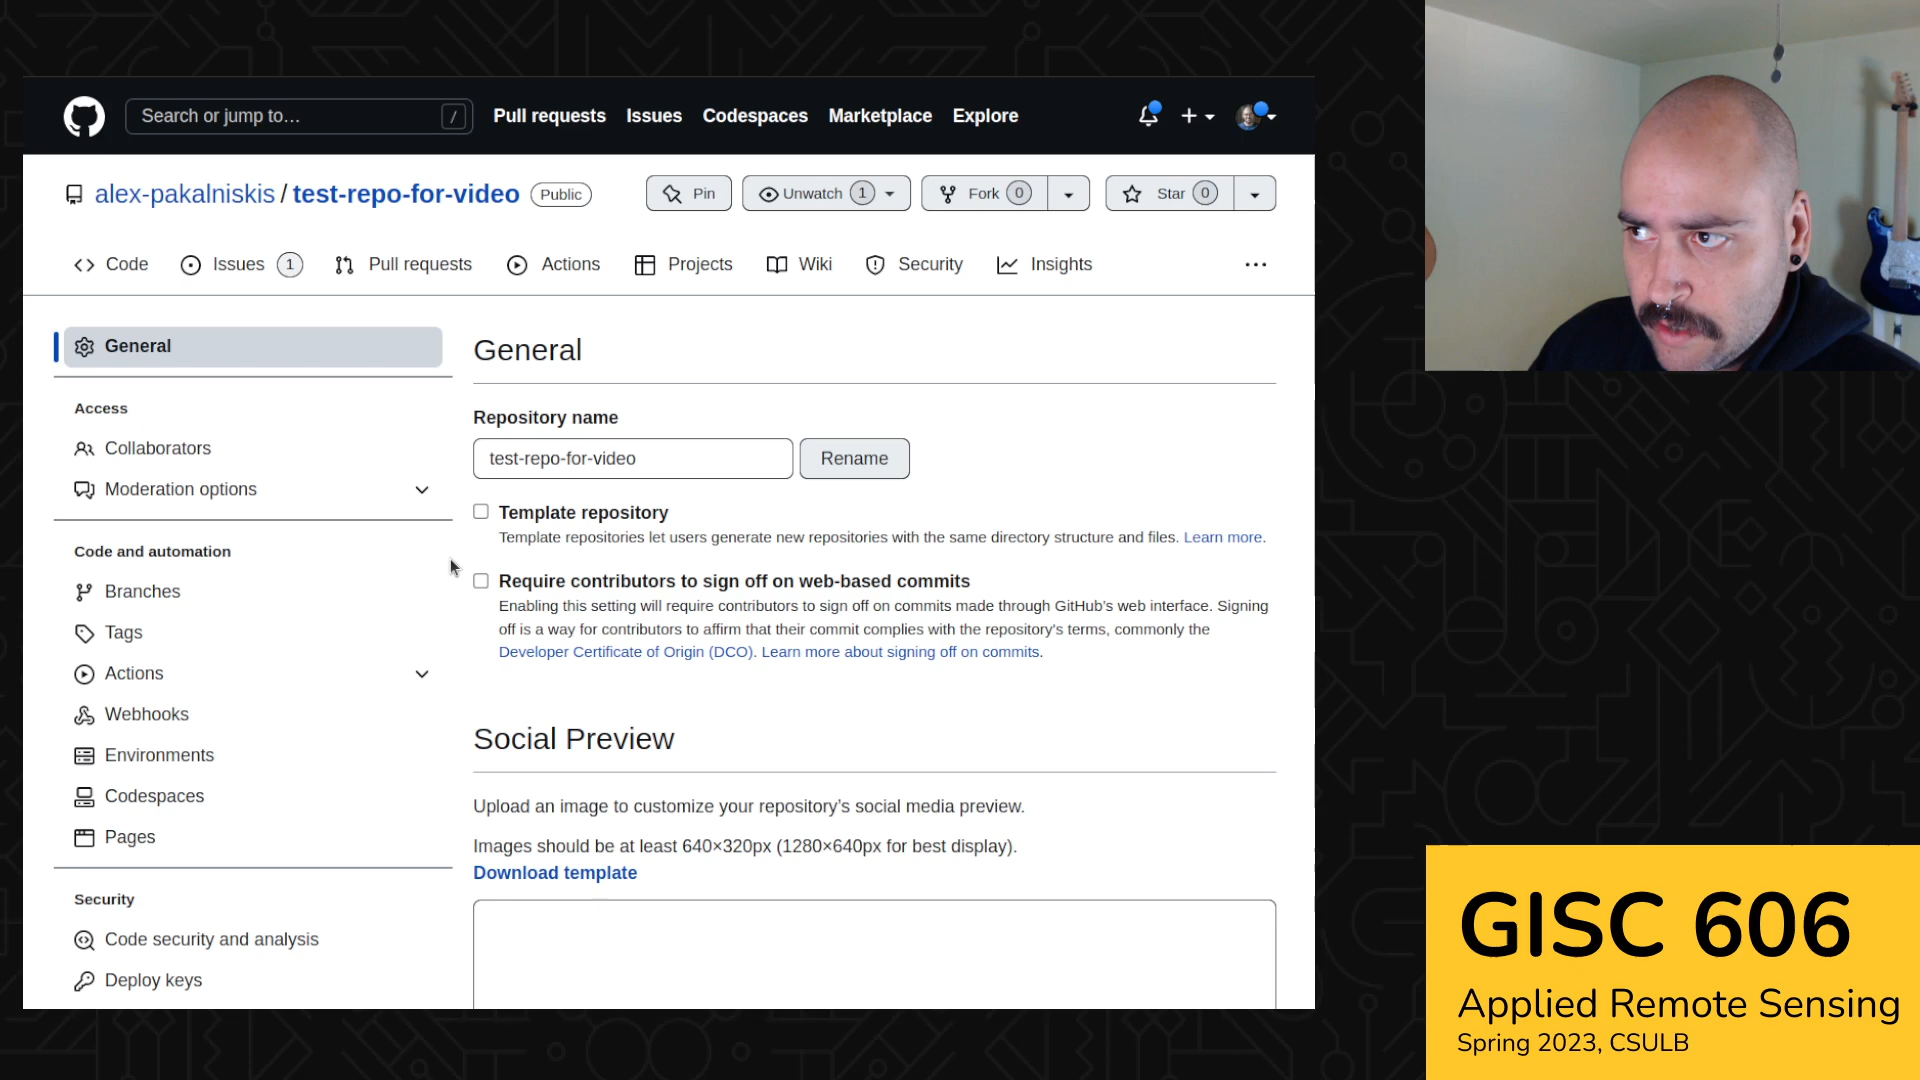 Search or jump to… /
Pull requests Issues Codespaces Marketplace Explore
alex-pakalniskis / test-repo-for-video Public
Pin Unwatch 1 Fork 0 Star 0
Code Issues 1 Pull requests Actions Projects Wiki Security Insights ...
General
Access
Collaborators
Moderation options
Code and automation
Branches
Tags
Actions
Webhooks
Environments
Codespaces
Pages
Security
Code security and analysis
Deploy keys
General
Repository name
test-repo-for-video Rename
Template repository
Template repositories let users generate new repositories with the same directory structure and files. Learn more.
Require contributors to sign off on web-based commits
Enabling this setting will require contributors to sign off on commits made through GitHub's web interface. Signing
off is a way for contributors to affirm that their commit complies with the repository's terms, commonly the
Developer Certificate of Origin (DCO). Learn more about signing off on commits.
Social Preview
Upload an image to customize your repository's social media preview.
Images should be at least 640×320px (1280×640px for best display).
Download template
GISC 606
Applied Remote Sensing
Spring 2023, CSULB